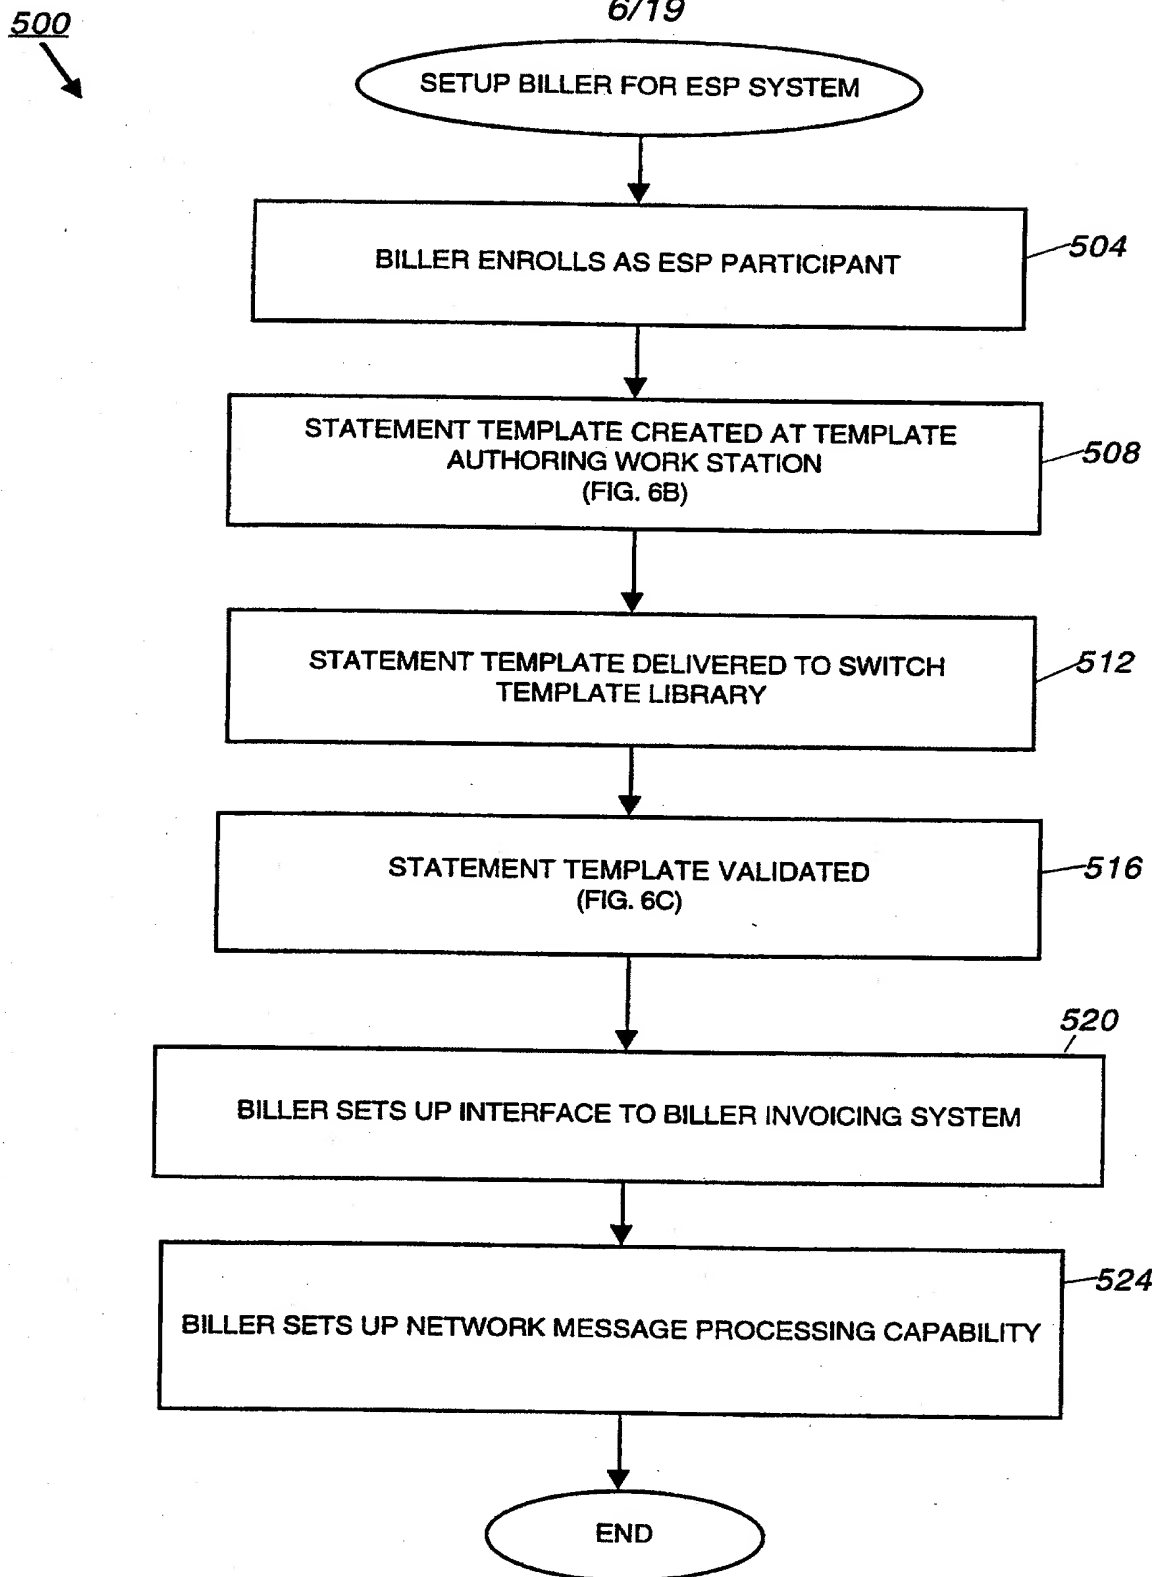 6/19
500
SETUP BILLER FOR ESP SYSTEM
BILLER ENROLLS AS ESP PARTICIPANT
504
STATEMENT TEMPLATE CREATED AT TEMPLATE
AUTHORING WORK STATION
(FIG. 6B)
508
STATEMENT TEMPLATE DELIVERED TO SWITCH
TEMPLATE LIBRARY
512
STATEMENT TEMPLATE VALIDATED
(FIG. 6C)
516
520
BILLER SETS UP INTERFACE TO BILLER INVOICING SYSTEM
524
BILLER SETS UP NETWORK MESSAGE PROCESSING CAPABILITY
END